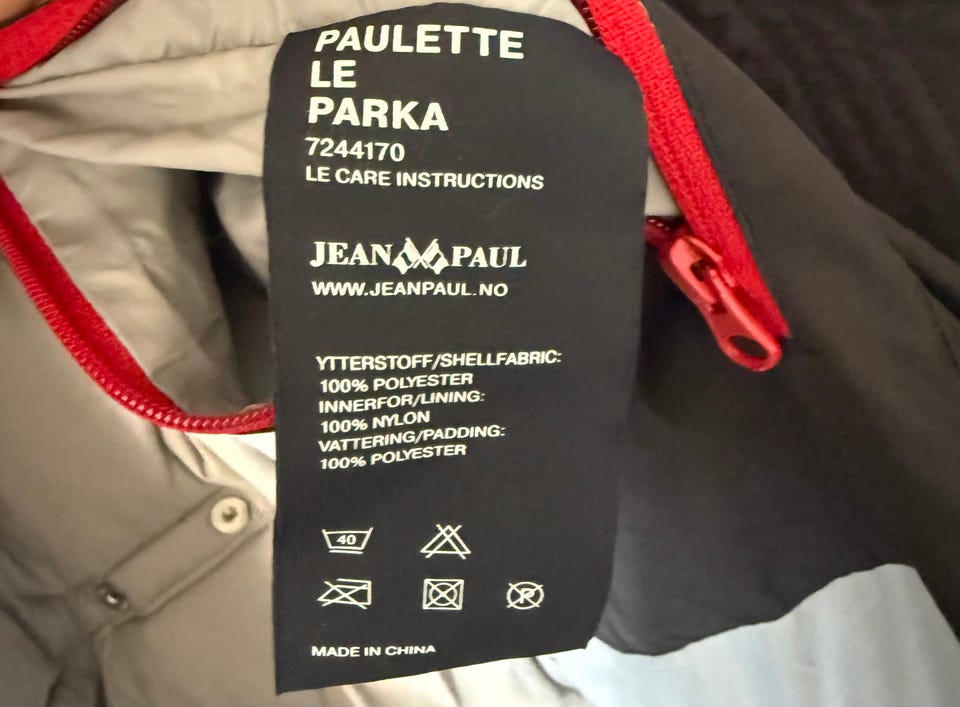 PAULETTE
LE
PARKA
7244170
LE CARE INSTRUCTIONS
JEAN PAUL
WWW.JEANPAUL.NO
YTTERSTOFF/SHELLFABRIC:
100% POLYESTER
INNERFOR/LINING:
100% NYLON
VATTERING/PADDING:
100% POLYESTER
40
P
MADE IN CHINA